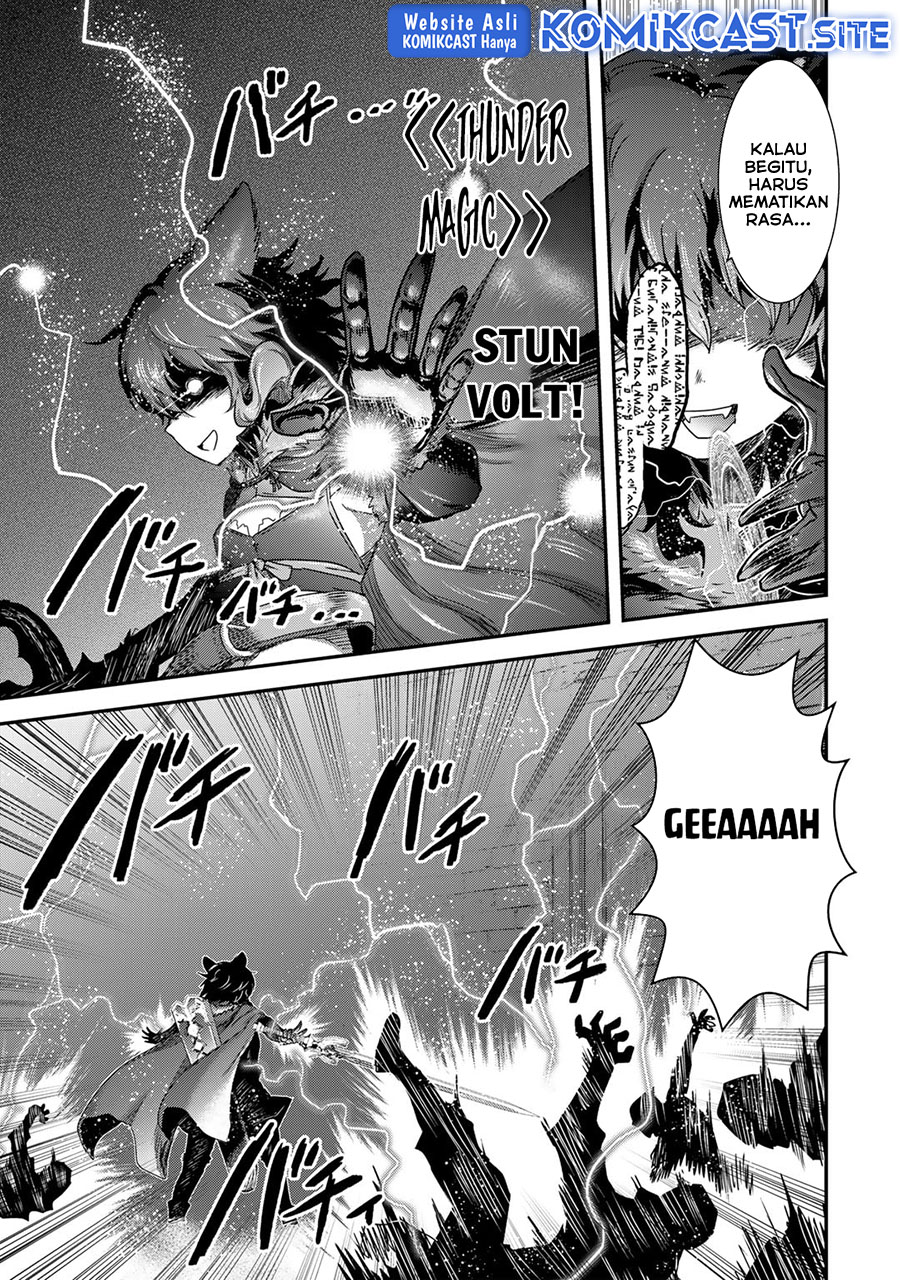 Website Asli
KOMIKCAST Hanya
KOMIKCAST.SITE
KALAU
BEGITU,
HARUS
MEMATIKAN
RASA...
バチ...
《THUNDER
MAGIC》
STUN
VOLT!
バチ
バチ...
GEEAAAAH
バチ
バチ
バチ
バチィ